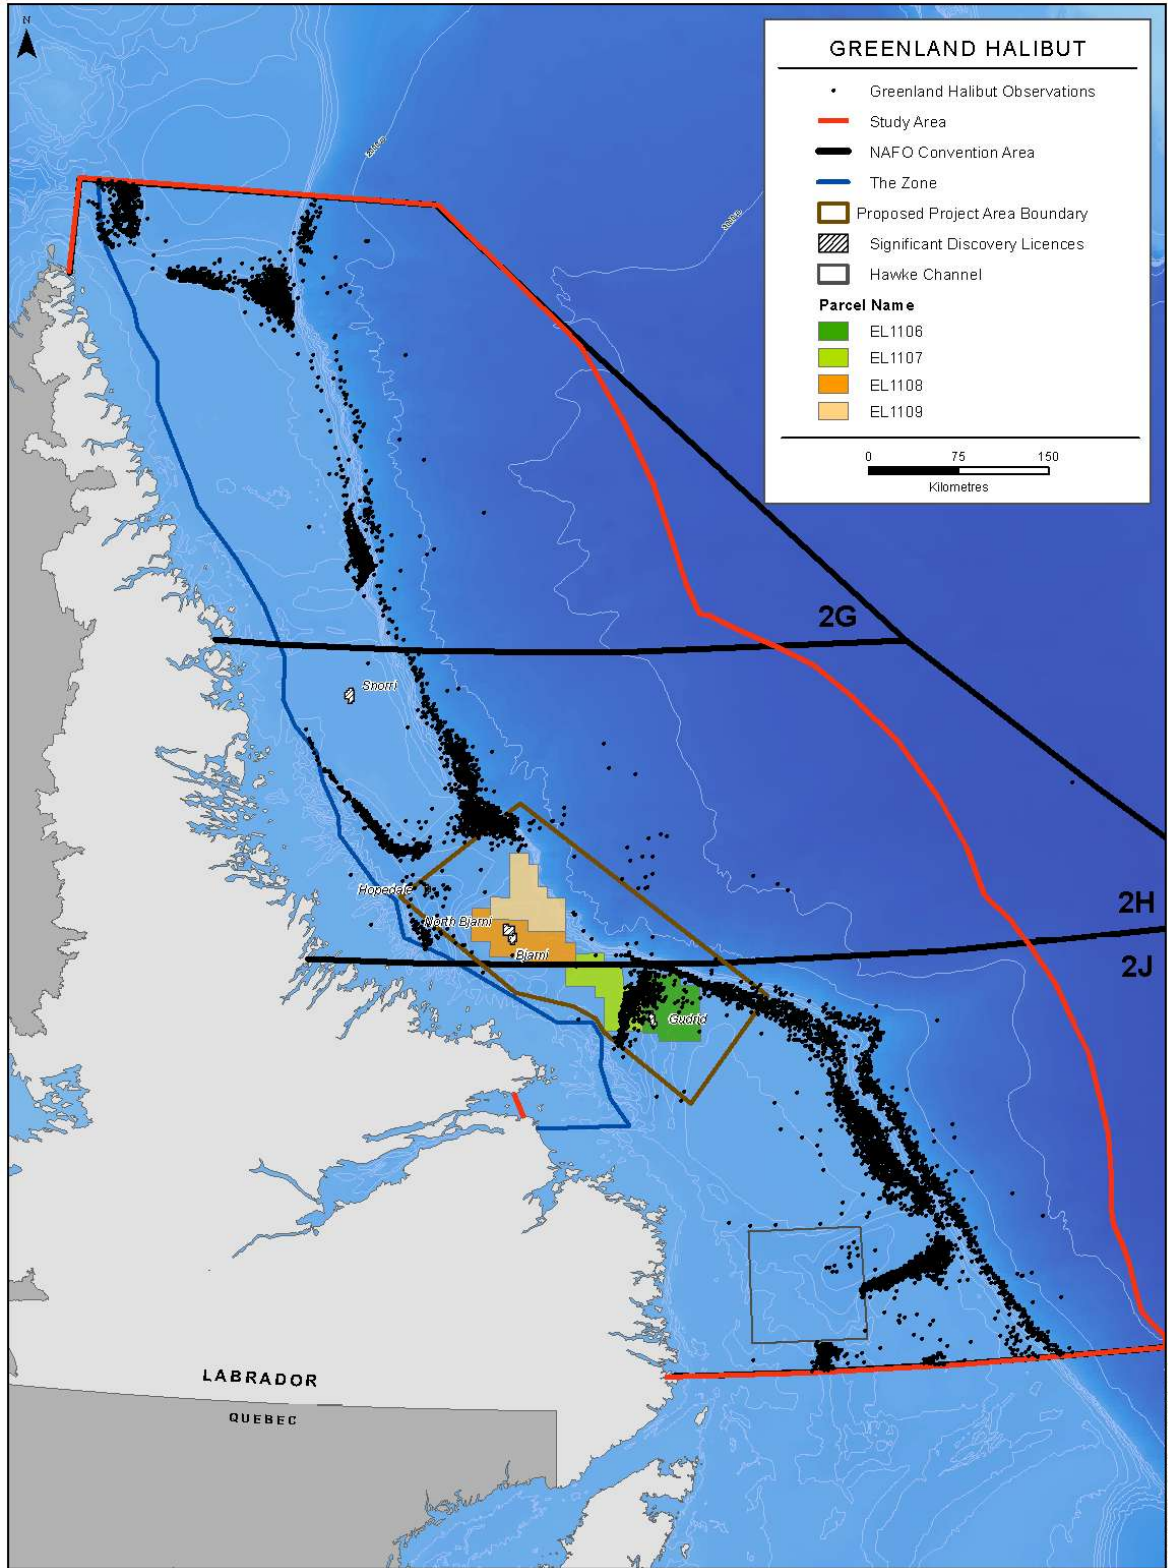 N
GREENLAND HALIBUT
Greenland Halibut Observations
Study Area
NAFO Convention Area
The Zone
Proposed Project Area Boundary
Significant Discovery Licences
Hawke Channel
Parcel Name
EL1106
EL1107
EL1108
EL1109
0 75 150
Kilometres
2G
Snorri
2H
Hopedale
North Bjarni
Bjarni
2J
Gudrid
LABRADOR
QUEBEC